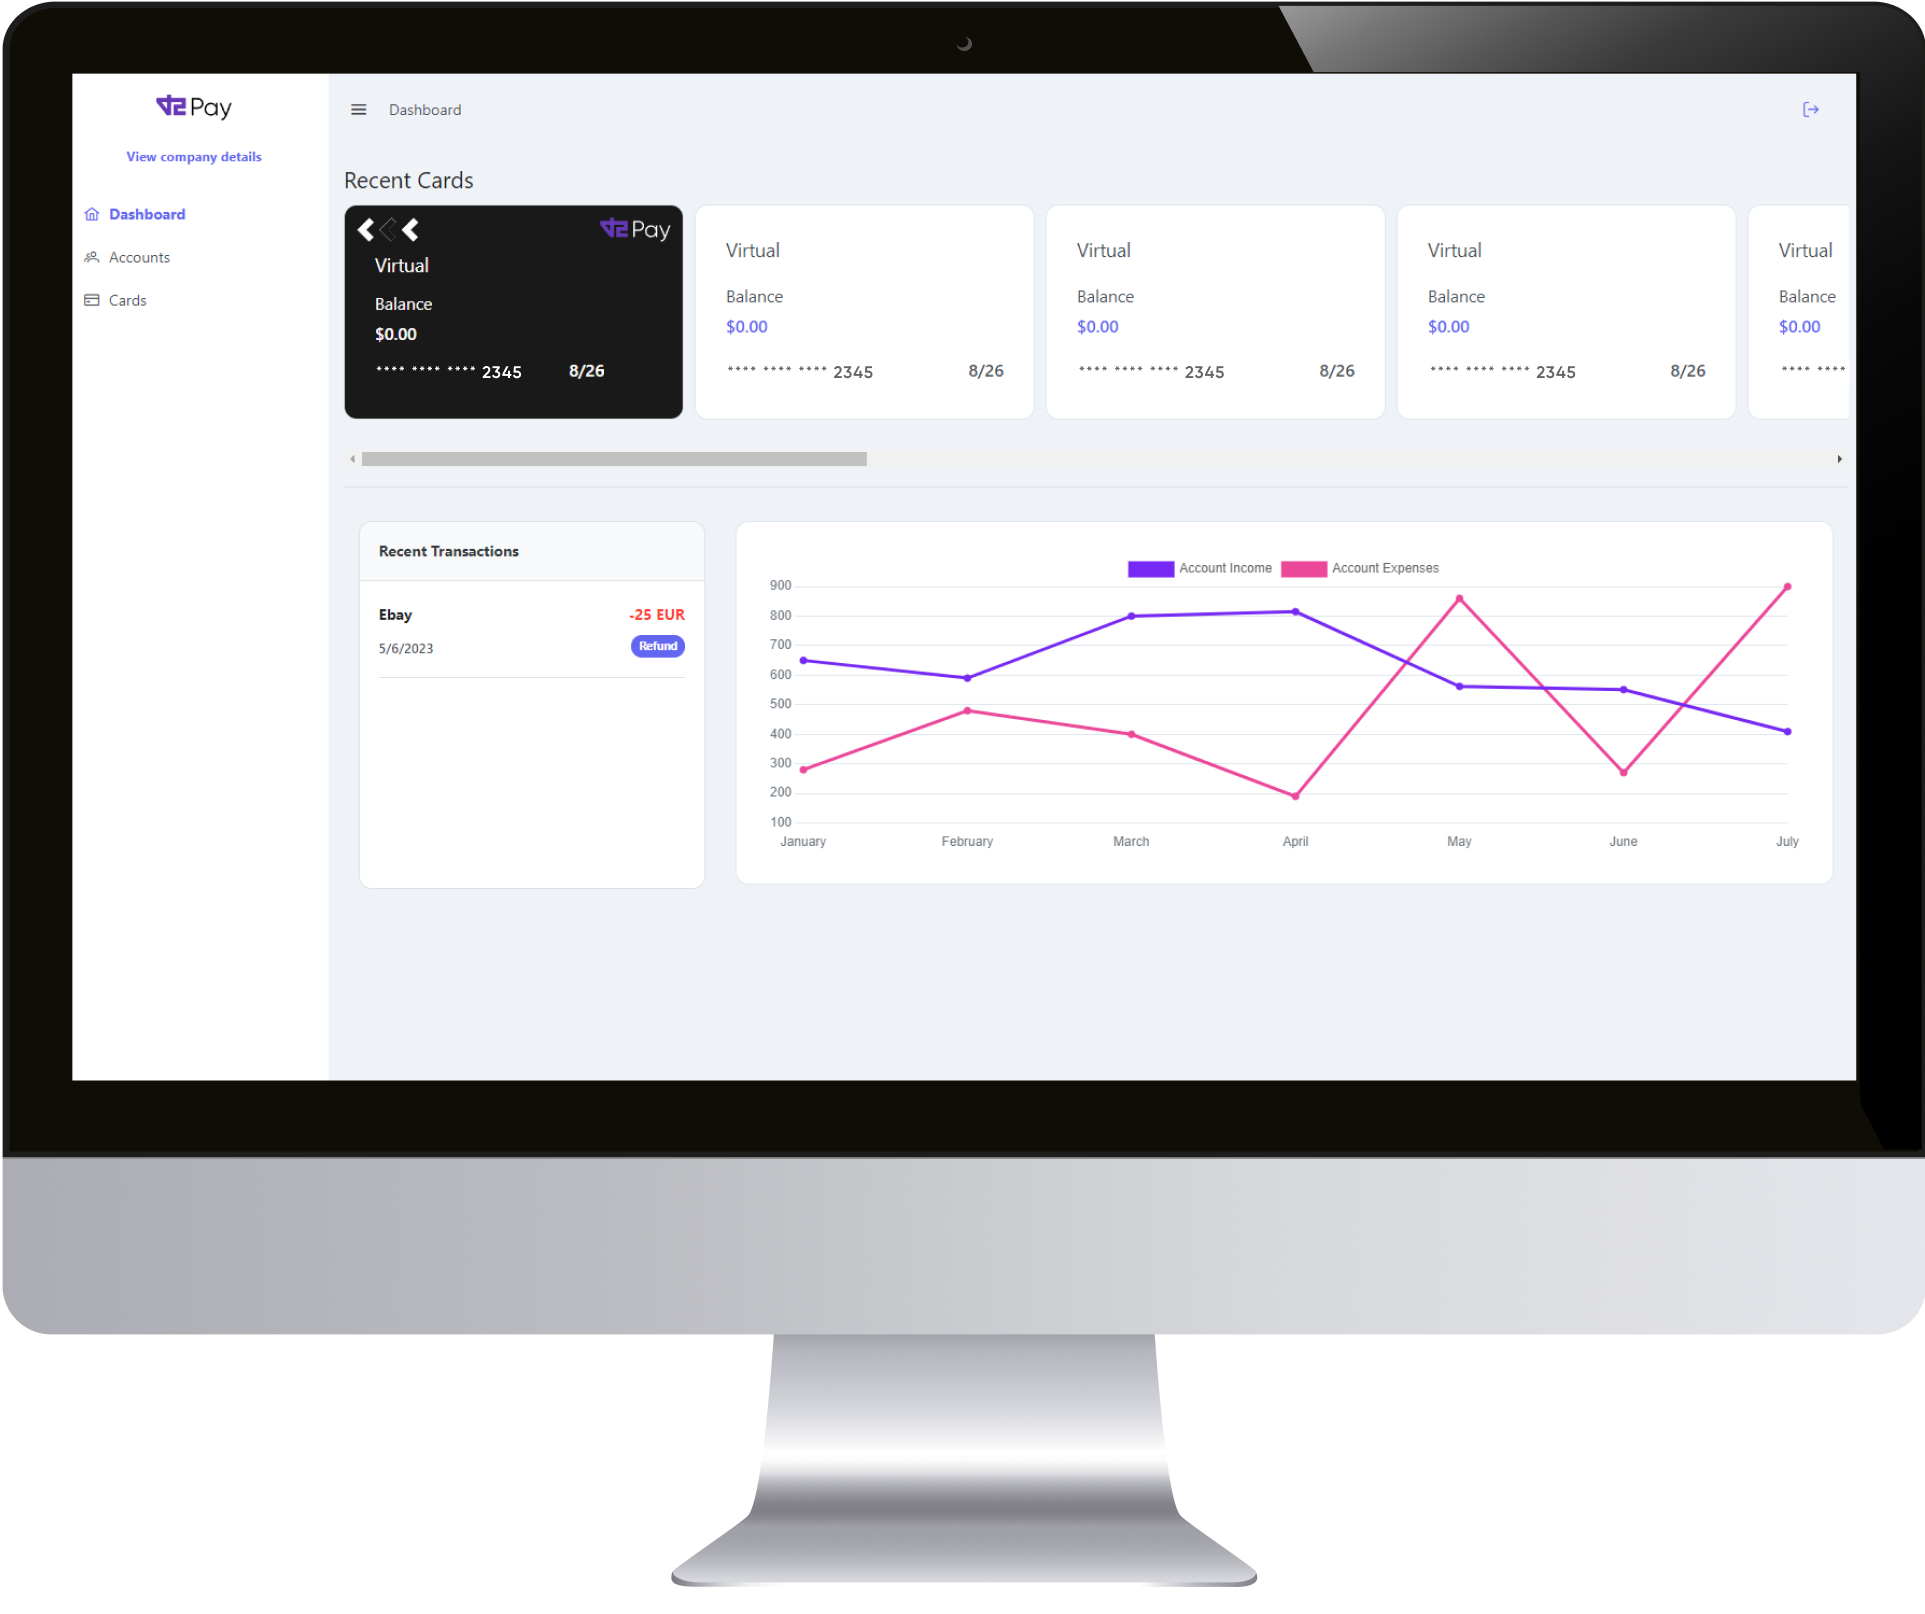 Pay
View company details
Dashboard
Accounts
Cards
Dashboard
Recent Cards
Pay
Virtual
Balance
$0.00
**** **** **** 2345 8/26
Virtual
Balance
$0.00
**** **** **** 2345 8/26
Virtual
Balance
$0.00
**** **** **** 2345 8/26
Virtual
Balance
$0.00
**** **** **** 2345 8/26
Virtual
Balance
$0.00
**** ****
Recent Transactions
Ebay -25 EUR
5/6/2023 Refund
Account Income Account Expenses
900
800
700
600
500
400
300
200
100
January February March April May June July